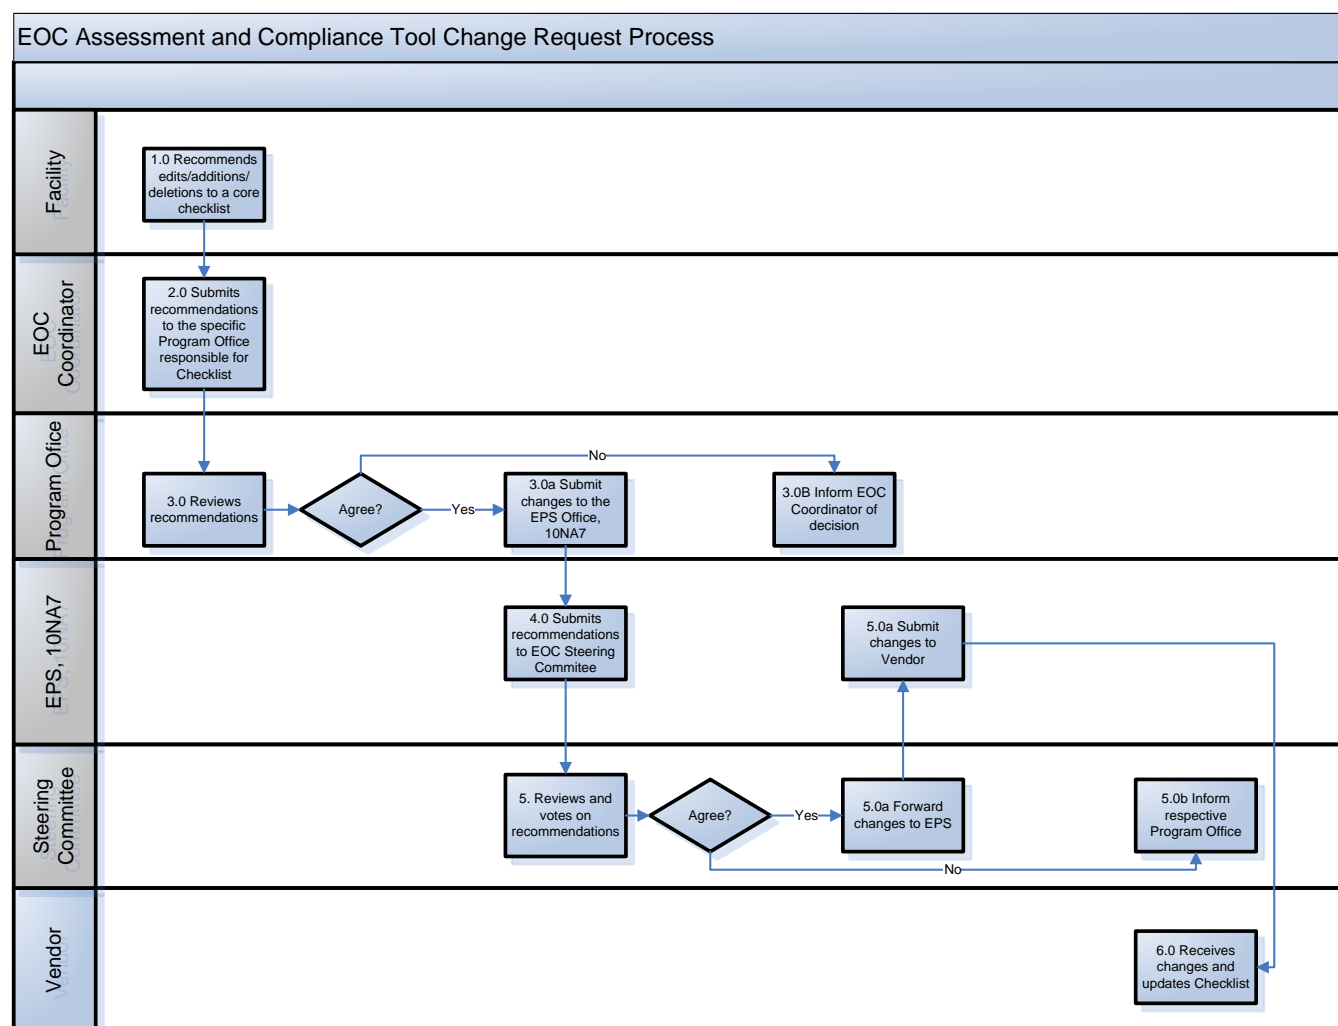 EOC Assessment and Compliance Tool Change Request Process
Facility
1.0 Recommends
edits/additions/
deletions to a core
checklist
EOC
Coordinator
2.0 Submits
recommendations
to the specific
Program Office
responsible for
Checklist
Program Ofice
3.0 Reviews
recommendations
Agree?
Yes
No
3.0a Submit
changes to the
EPS Office,
10NA7
3.0B Inform EOC
Coordinator of
decision
EPS, 10NA7
4.0 Submits
recommendations
to EOC Steering
Commitee
5.0a Submit
changes to
Vendor
Steering
Committee
5. Reviews and
votes on
recommendations
Agree?
Yes
No
5.0a Forward
changes to EPS
5.0b Inform
respective
Program Office
Vendor
6.0 Receives
changes and
updates Checklist